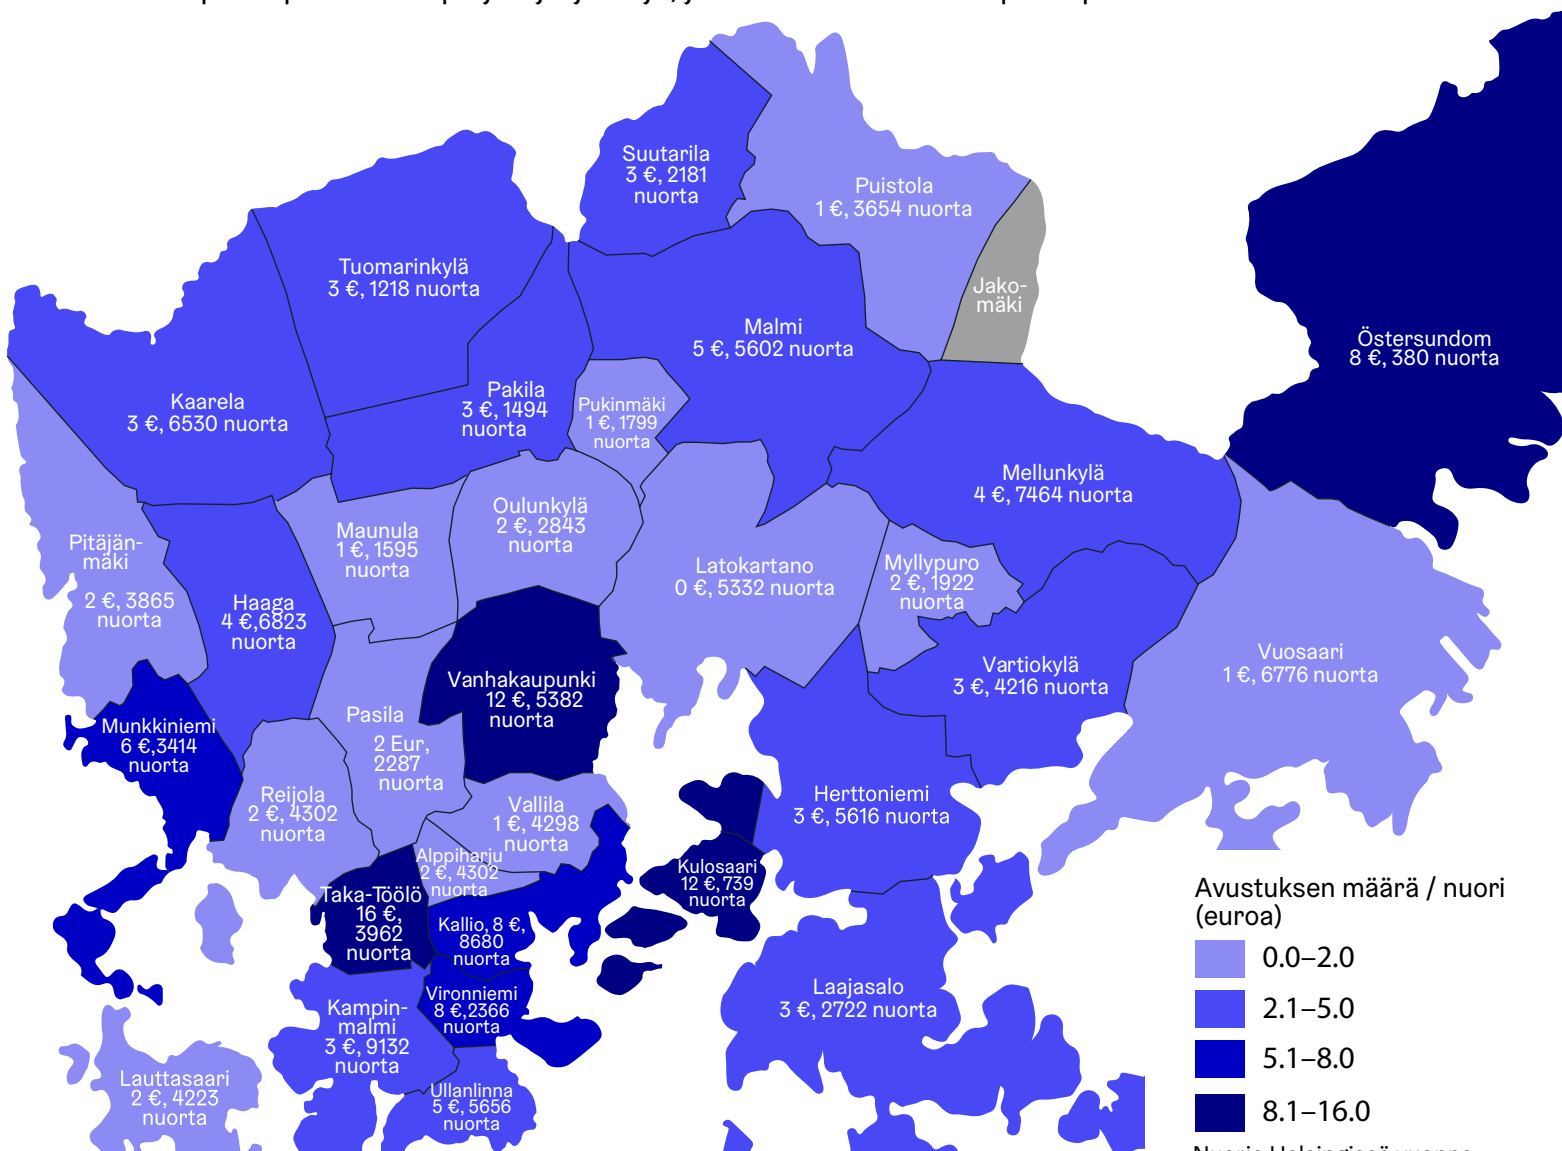 Suutarila
3 €, 2181
nuorta
Puistola
1 €, 3654 nuorta
Tuomarinkylä
3 €, 1218 nuorta
Jako-
mäki
Malmi
5 €, 5602 nuorta
Östersundom
8 €, 380 nuorta
Kaarela
3 €, 6530 nuorta
Pakila
3 €, 1494
nuorta
Pukinmäki
1 €, 1799
nuorta
Mellunkylä
4 €, 7464 nuorta
Oulunkylä
2 €, 2843
nuorta
Maunula
1 €, 1595
nuorta
Pitäjän-
mäki
2 €, 3865
nuorta
Haaga
4 €,6823
nuorta
Latokartano
0 €, 5332 nuorta
Myllypuro
2 €, 1922
nuorta
Vartiokylä
3 €, 4216 nuorta
Vuosaari
1 €, 6776 nuorta
Vanhakaupunki
12 €, 5382
nuorta
Munkkiniemi
6 €,3414
nuorta
Pasila
2 Eur,
2287
nuorta
Reijola
2 €, 4302
nuorta
Vallila
1 €, 4298
nuorta
Herttoniemi
3 €, 5616 nuorta
Alppiharju
2 €, 4302
nuorta
Kulosaari
12 €, 739
nuorta
Taka-Töölö
16 €,
3962
nuorta
Kallio, 8 €,
8680
nuorta
Vironniemi
8 €,2366
nuorta
Kampin-
malmi
3 €, 9132
nuorta
Laajasalo
3 €, 2722 nuorta
Lauttasaari
2 €, 4223
nuorta
Ullanlinna
5 €, 5656
nuorta
Avustuksen määrä / nuori
(euroa)
0.0–2.0
2.1–5.0
5.1–8.0
8.1–16.0